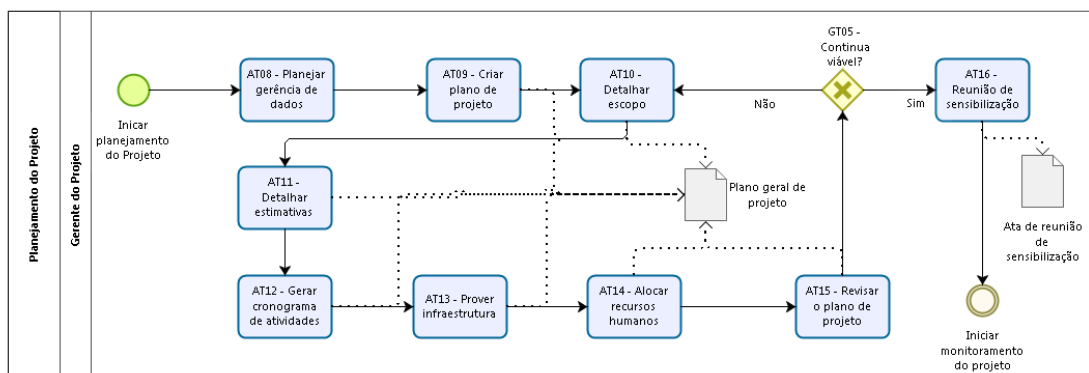 Planejamento do Projeto
Gerente do Projeto
Inicar
planejamento
do Projeto
AT08 - Planejar
gerência de
dados
AT09 - Criar
plano de
projeto
AT10 -
Detalhar
escopo
GT05 -
Continua
viável?
Não
Sim
AT16 -
Reunião de
sensibilização
AT11 -
Detalhar
estimativas
Plano geral de
projeto
Ata de reunião
de
sensibilização
AT12 - Gerar
cronograma
de atividades
AT13 - Prover
infraestrutura
AT14 - Alocar
recursos
humanos
AT15 - Revisar
o plano de
projeto
Iniciar
monitoramento
do projeto